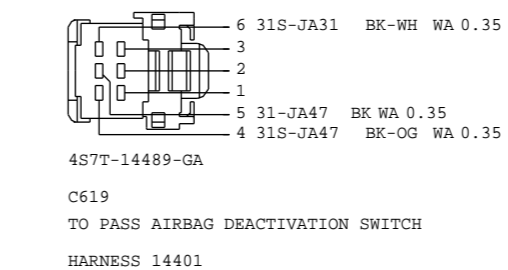 6 31S-JA31 BK-WH WA 0.35
3
2
1
5 31-JA47 BK WA 0.35
4 31S-JA47 BK-OG WA 0.35
4S7T-14489-GA
C619
TO PASS AIRBAG DEACTIVATION SWITCH
HARNESS 14401